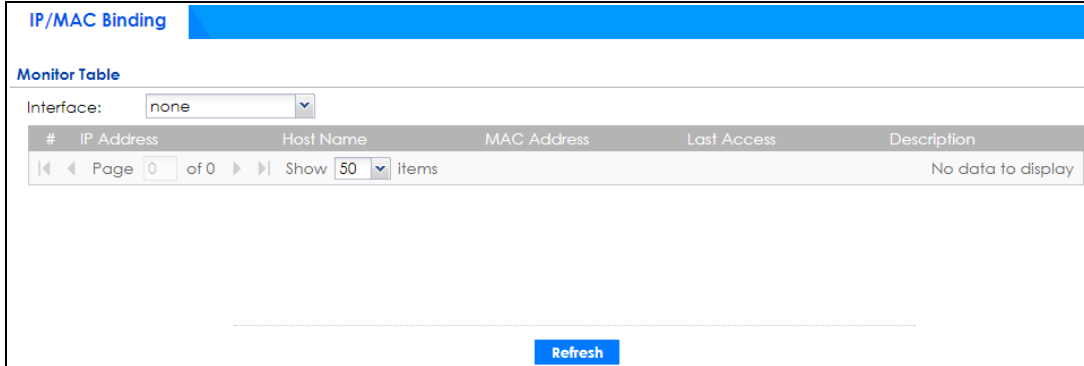 IP/MAC Binding
Monitor Table
Interface: none
# IP Address Host Name MAC Address Last Access Description
Page 0 of 0 Show 50 items No data to display
Refresh